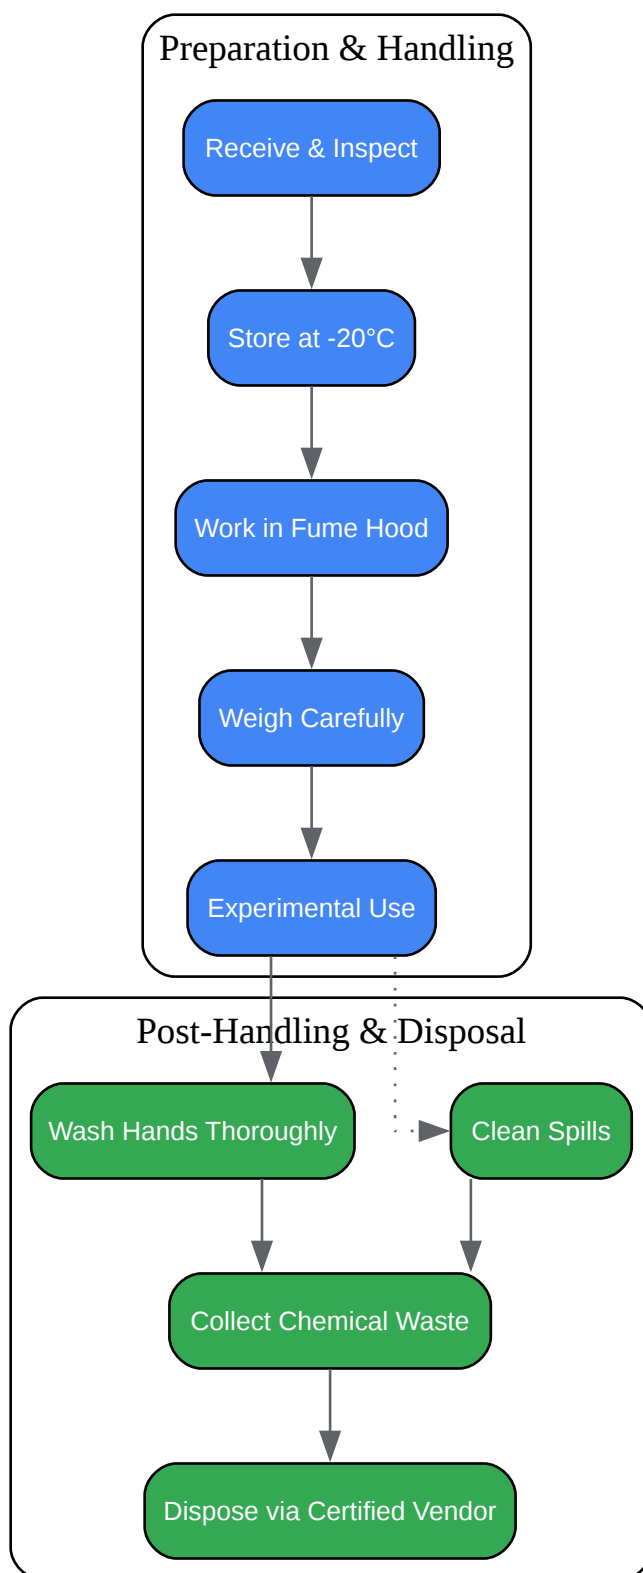 Preparation & Handling
Receive & Inspect
Store at -20°C
Work in Fume Hood
Weigh Carefully
Experimental Use
Post-Handling & Disposal
Wash Hands Thoroughly
Clean Spills
Collect Chemical Waste
Dispose via Certified Vendor